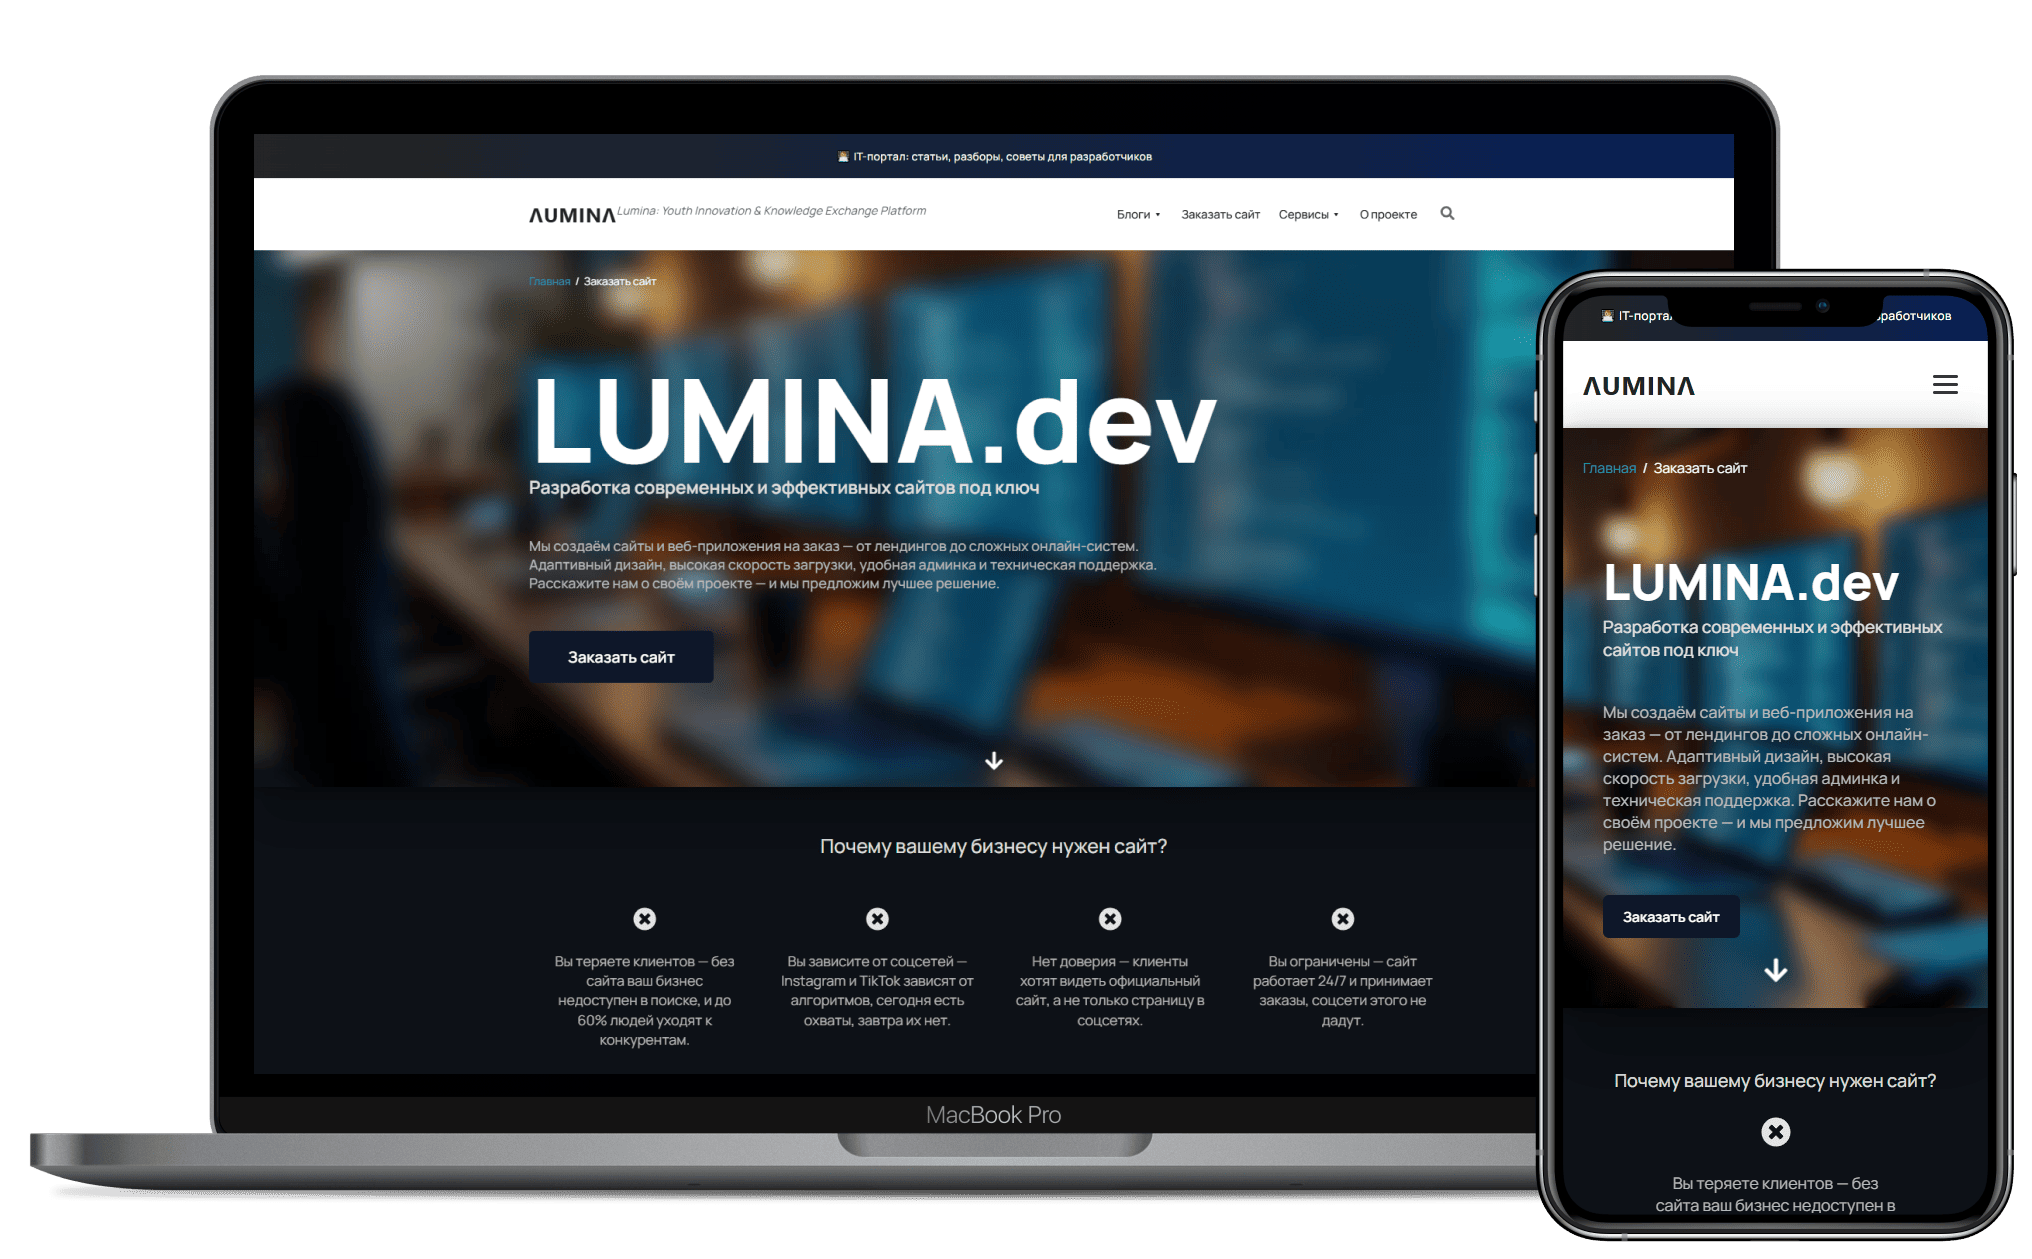 IT-портал: статьи, разборы, советы для разработчиков
ΛUMINΛ Lumina: Youth Innovation & Knowledge Exchange Platform
Блоги Заказать сайт Сервисы О проекте
Главная / Заказать сайт
LUMINA.dev
Разработка современных и эффективных сайтов под ключ
Мы создаём сайты и веб-приложения на заказ — от лендингов до сложных онлайн-систем.
Адаптивный дизайн, высокая скорость загрузки, удобная админка и техническая поддержка.
Расскажите нам о своём проекте — и мы предложим лучшее решение.
Заказать сайт
Почему вашему бизнесу нужен сайт?
Вы теряете клиентов — без
сайта ваш бизнес
недоступен в поиске, и до
60% людей уходят к
конкурентам.
Вы зависите от соцсетей —
Instagram и TikTok зависят от
алгоритмов, сегодня есть
охваты, завтра их нет.
Нет доверия — клиенты
хотят видеть официальный
сайт, а не только страницу в
соцсетях.
Вы ограничены — сайт
работает 24/7 и принимает
заказы, соцсети этого не
дадут.
MacBook Pro
IT-порта зработчиков
ΛUMINΛ
Главная / Заказать сайт
LUMINA.dev
Разработка современных и эффективных
сайтов под ключ
Мы создаём сайты и веб-приложения на
заказ — от лендингов до сложных онлайн-
систем. Адаптивный дизайн, высокая
скорость загрузки, удобная админка и
техническая поддержка. Расскажите нам о
своём проекте — и мы предложим лучшее
решение.
Заказать сайт
Почему вашему бизнесу нужен сайт?
Вы теряете клиентов — без
сайта ваш бизнес недоступен в